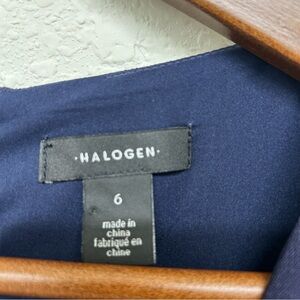 ·HALOGEN·
6
made in
china
fabriqué en
chine